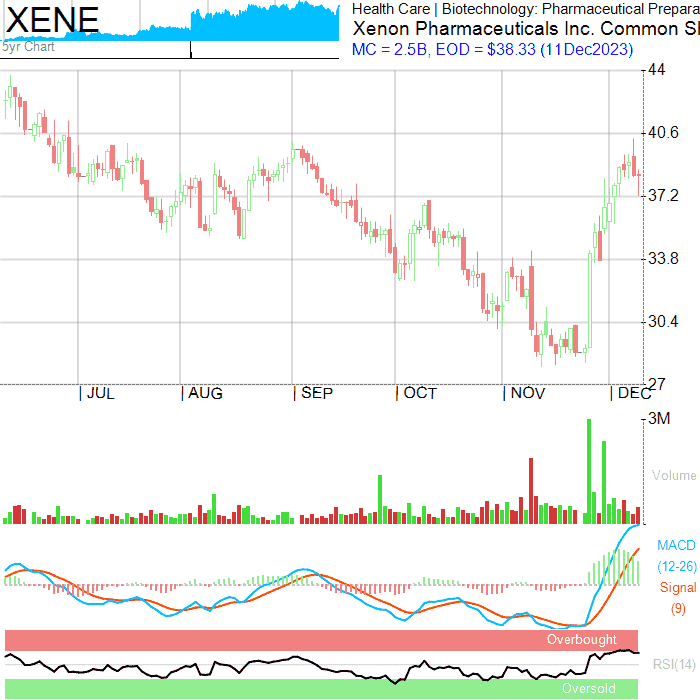 XENE
5yr Chart
Health Care | Biotechnology: Pharmaceutical Prepara
Xenon Pharmaceuticals Inc. Common
MC = 2.5B, EOD = $38.33 (11Dec2023)
44
40.6
37.2
33.8
30.4
27
| JUL | AUG | SEP | OCT | NOV | DEC
3M
Volume
MACD
(12-26)
Signal
(9)
Overbought
RSI(14)
Oversold